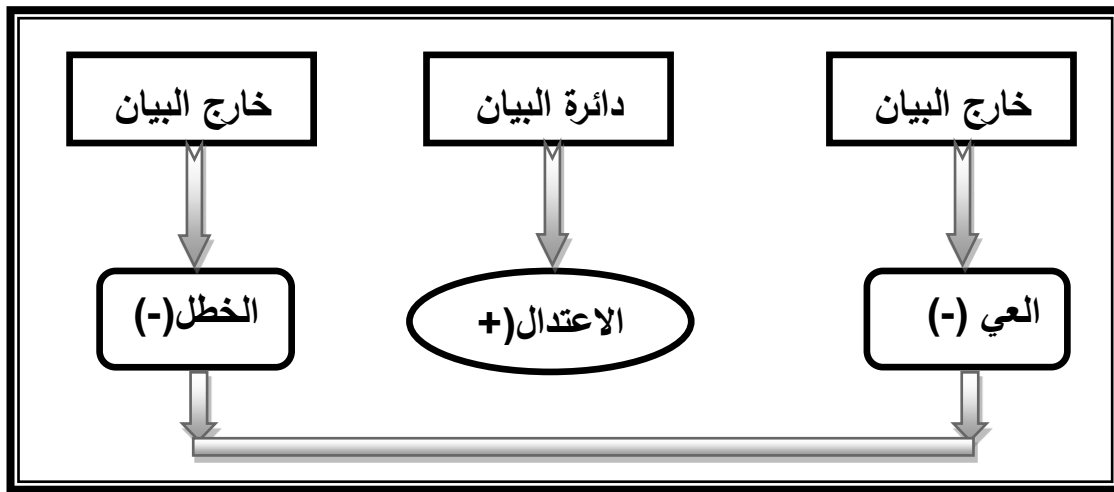 خارج البيان
دائرة البيان
خارج البيان
العي (-)
الاعتدال(+
الخطل(-)